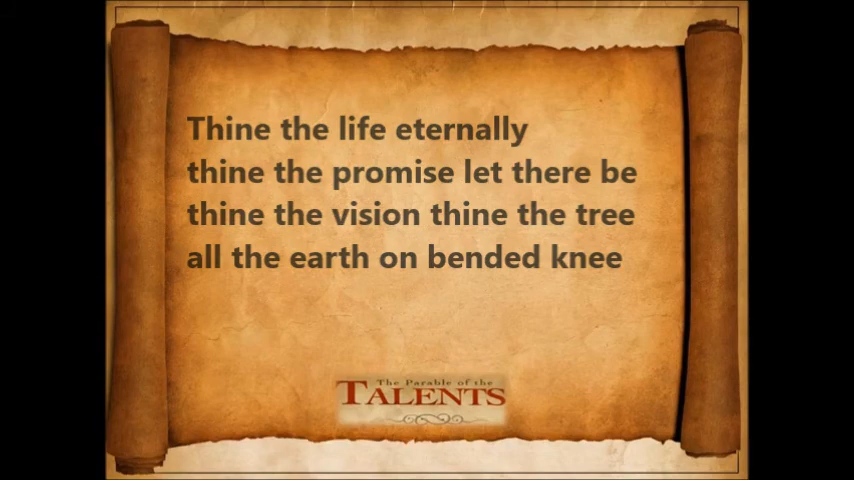 Thine the life eternally
thine the promise let there be
thine the vision thine the tree
all the earth on bended knee
The Parable of the
TALENTS